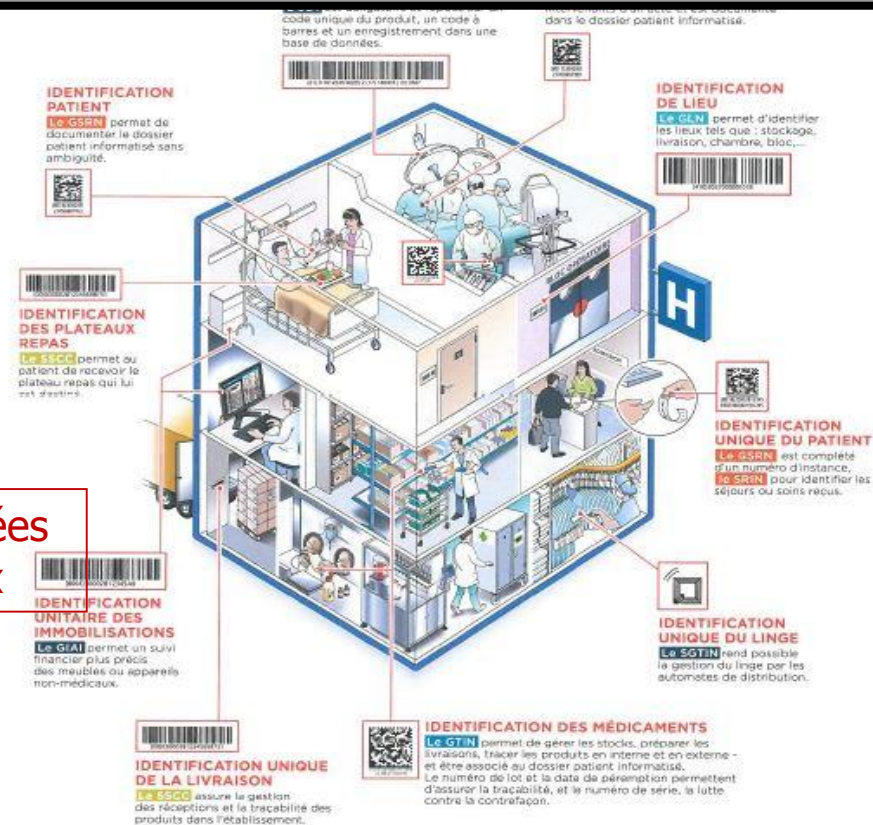 code unique du produit, un code à
barres et un enregistrement dans une
base de données.
dans le dossier patient informatisé.
IDENTIFICATION
PATIENT
Le GSRN permet de
documenter le dossier
patient informatisé sans
ambiguïté.
IDENTIFICATION
DE LIEU
Le GLN permet d'identifier
les lieux tels que : stockage,
livraison, chambre, bloc,...
BLOC OPÉRATOIRE
H
IDENTIFICATION
DES PLATEAUX
REPAS
Le SSCC permet au
patient de recevoir le
plateau repas qui lui
est destiné.
IDENTIFICATION
UNIQUE DU PATIENT
Le GSRN est complété
d'un numéro d'instance,
le SRIN pour identifier les
séjours ou soins reçus.
ées
x
IDENTIFICATION
UNITAIRE DES
IMMOBILISATIONS
Le GIAI permet un suivi
financier plus précis
des meubles ou appareils
non-médicaux.
IDENTIFICATION
UNIQUE DU LINGE
Le SGTIN rend possible
la gestion du linge par les
automates de distribution.
IDENTIFICATION UNIQUE
DE LA LIVRAISON
Le SSCC assure la gestion
des réceptions et la traçabilité des
produits dans l'établissement.
IDENTIFICATION DES MÉDICAMENTS
Le GTIN permet de gérer les stocks, préparer les
livraisons, tracer les produits en interne et en externe -
et être associé au dossier patient informatisé.
Le numéro de lot et la date de péremption permettent
d'assurer la traçabilité, et le numéro de série, la lutte
contre la contrefaçon.